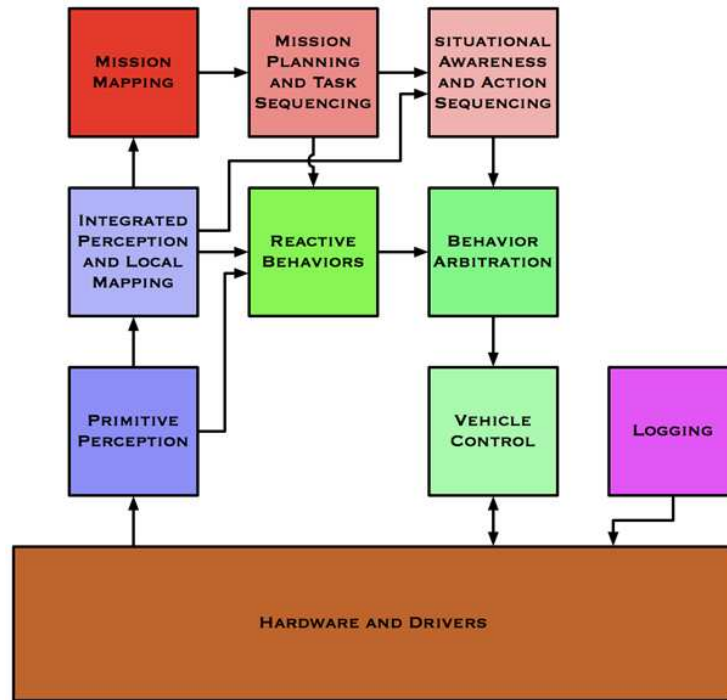 Mission
Mapping
Mission
Planning
and Task
Sequencing
situational
Awareness
and Action
Sequencing
Integrated
Perception
and Local
Mapping
Reactive
Behaviors
Behavior
Arbitration
Primitive
Perception
Vehicle
Control
Logging
Hardware and Drivers